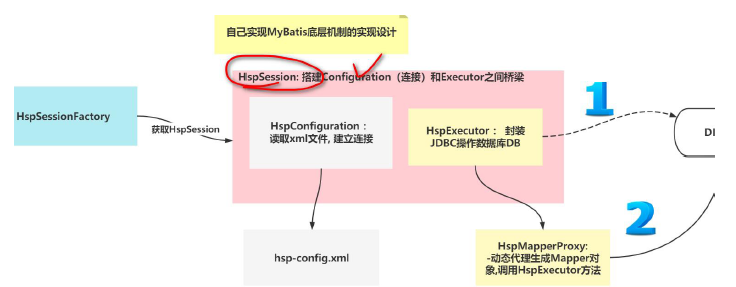 自己实现MyBatis底层机制的实现设计
HspSession: 搭建Configuration（连接）和Executor之间桥梁
1
HspSessionFactory
获取HspSession
HspConfiguration ：
读取xml文件, 建立连接
HspExecutor ： 封装
JDBC操作数据库DB
2
hsp-config.xml
HspMapperProxy:
-动态代理生成Mapper对
象,调用HspExecutor方法